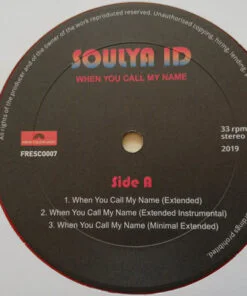 All rights of the producer and of the owner of the work reproduced reserved. Unauthorised copying, hiring, lending
SOULYA ID
WHEN YOU CALL MY NAME
FRESC0007
33 rpm
stereo
2019
Side A
1. When You Call My Name (Extended)
2. When You Call My Name (Extended Instrumental)
3. When You Call My Name (Minimal Extended)
prohibited.